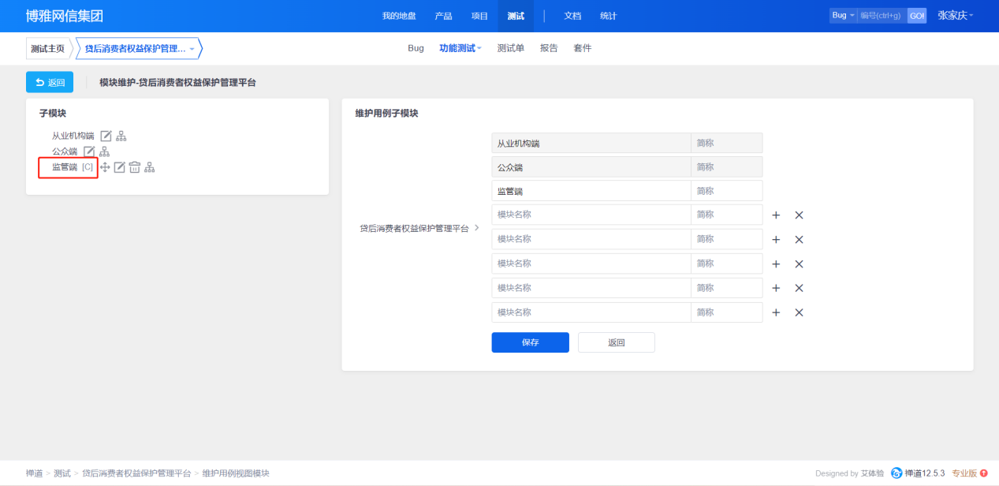 博雅网信集团
我的地盘 产品 项目 测试 文档 统计
Bug 编号(ctrl+g) GO! 张家庆
测试主页 贷后消费者权益保护管理...
Bug 功能测试 测试单 报告 套件
返回 模块维护-贷后消费者权益保护管理平台
子模块
从业机构端
公众端
监管端 [C]
维护用例子模块
贷后消费者权益保护管理平台
从业机构端 简称
公众端 简称
监管端 简称
模块名称 简称
模块名称 简称
模块名称 简称
模块名称 简称
模块名称 简称
保存 返回
禅道 > 测试 > 贷后消费者权益保护管理平台 > 维护用例视图模块
Designed by 艾体验 禅道12.5.3 专业版